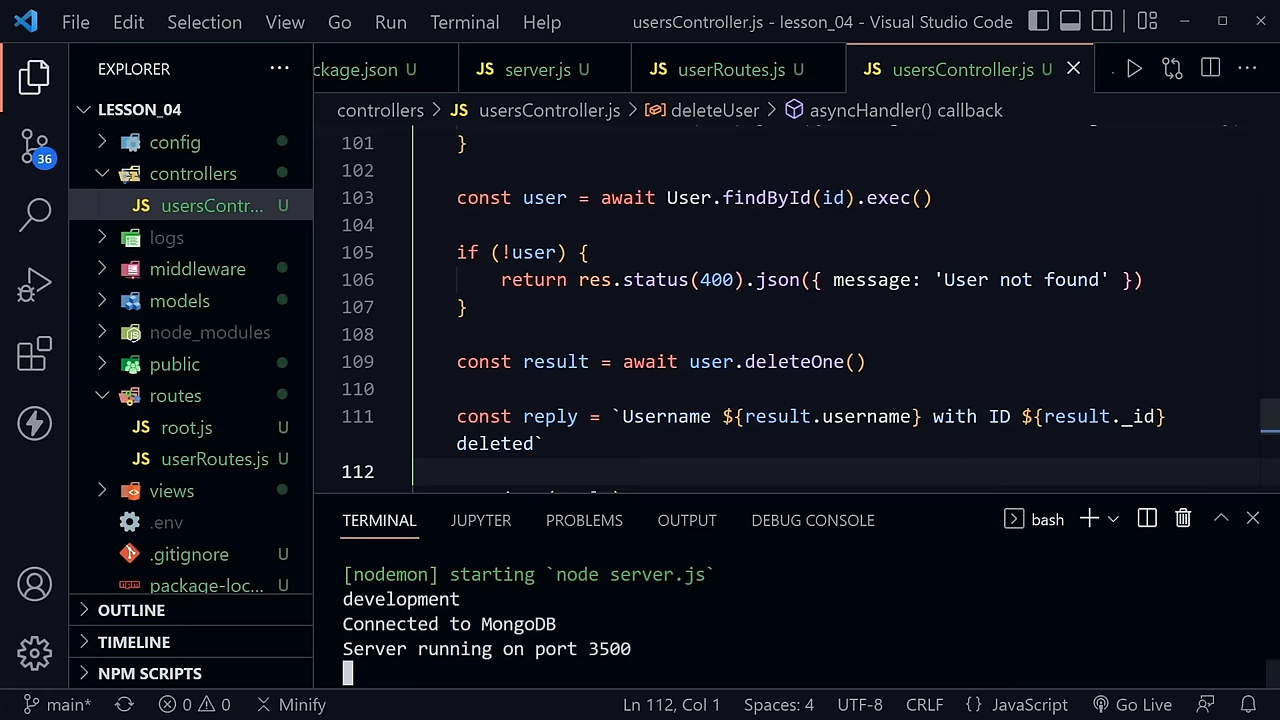 File Edit Selection View Go Run Terminal Help usersController.js - lesson_04 - Visual Studio Code
EXPLORER
ckage.json U
JS server.js U
JS userRoutes.js U
JS usersController.js U
controllers > JS usersController.js > deleteUser > asyncHandler() callback
LESSON_04
config
controllers
JS usersContr... U
logs
middleware
models
node_modules
public
routes
JS root.js U
JS userRoutes.js U
views
.env
.gitignore U
package-loc... U
OUTLINE
TIMELINE
NPM SCRIPTS
36
101 }
102
103 const user = await User.findById(id).exec()
104
105 if (!user) {
106 return res.status(400).json({ message: 'User not found' })
107 }
108
109 const result = await user.deleteOne()
110
111 const reply = `Username ${result.username} with ID ${result._id}
deleted`
112
TERMINAL JUPYTER PROBLEMS OUTPUT DEBUG CONSOLE bash
[nodemon] starting `node server.js`
development
Connected to MongoDB
Server running on port 3500
main* 0 0 Minify Ln 112, Col 1 Spaces: 4 UTF-8 CRLF {} JavaScript Go Live